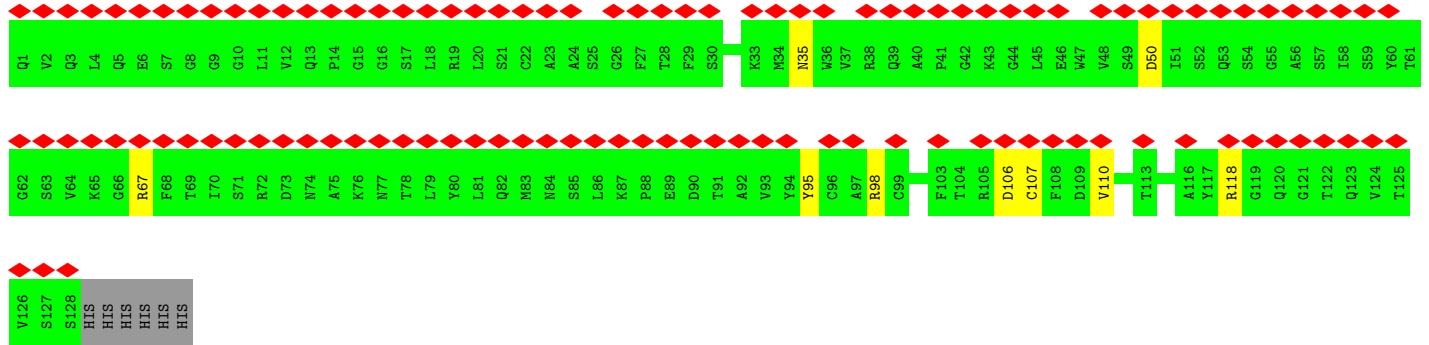 Q1 V2 Q3 L4 Q5 E6 S7 G8 G9 G10 L11 V12 Q13 P14 G15 G16 S17 L18 R19 L20 S21 C22 A23 A24 S25 G26 F27 T28 F29 S30 K33 M34 N35 W36 V37 R38 Q39 A40 P41 G42 K43 G44 L45 E46 W47 V48 S49 D50 I51 S52 Q53 S54 G55 A56 S57 I58 S59 Y60 T61
G62 S63 V64 K65 G66 R67 F68 T69 I70 S71 R72 D73 N74 A75 K76 N77 T78 L79 Y80 L81 Q82 M83 N84 S85 L86 K87 P88 E89 D90 T91 A92 V93 Y94 Y95 C96 A97 R98 C99 F103 T104 R105 D106 C107 F108 D109 V110 T113 A116 Y117 R118 G119 Q120 G121 T122 Q123 V124 T125
V126 S127 S128 HIS HIS HIS HIS HIS HIS